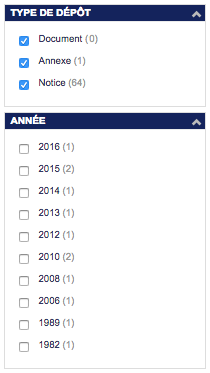 TYPE DE DÉPÔT
Document (0)
Annexe (1)
Notice (64)
ANNÉE
2016 (1)
2015 (2)
2014 (1)
2013 (1)
2012 (1)
2010 (2)
2008 (1)
2006 (1)
1989 (1)
1982 (1)